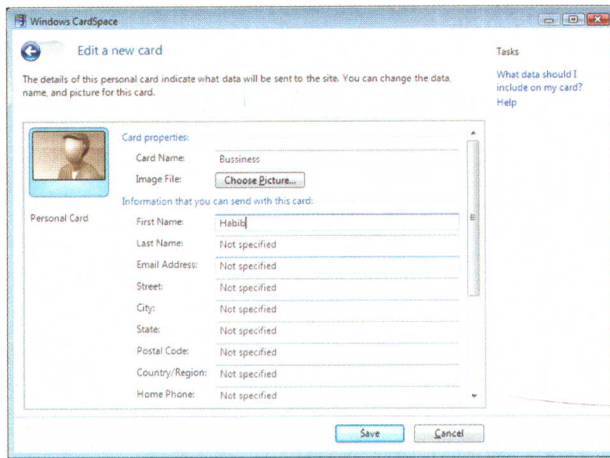 Windows CardSpace
Edit a new card
The details of this personal card indicate what data will be sent to the site. You can change the data, name, and picture for this card.
Tasks
What data should I include on my card?
Help
Personal Card
Card properties:
Card Name: Bussiness
Image File: Choose Picture...
Information that you can send with this card:
First Name: Habib
Last Name: Not specified
Email Address: Not specified
Street: Not specified
City: Not specified
State: Not specified
Postal Code: Not specified
Country/Region: Not specified
Home Phone: Not specified
Save Cancel